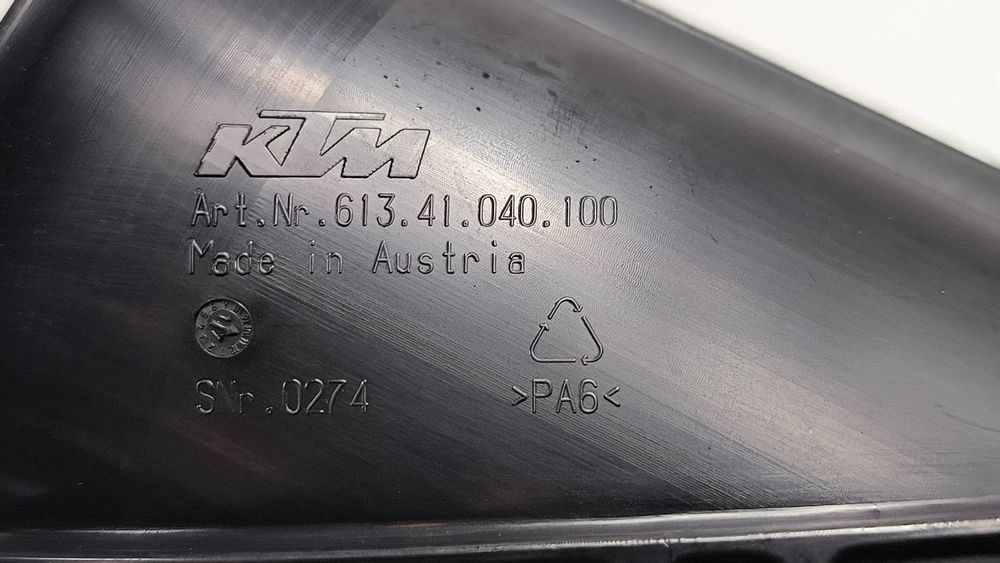 KTM
Art.Nr.613.41.040.100
Made in Austria
SNr.0274
>PA6<